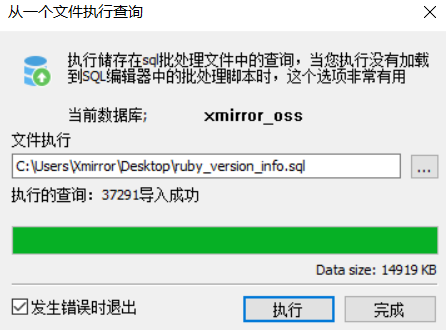 从一个文件执行查询
执行储存在sql批处理文件中的查询，当您执行没有加载
到SQL编辑器中的批处理脚本时，这个选项非常有用
当前数据库; xmirror_oss
文件执行
C:\Users\Xmirror\Desktop\ruby_version_info.sql ...
执行的查询：37291导入成功
Data size: 14919 KB
发生错误时退出 执行 完成